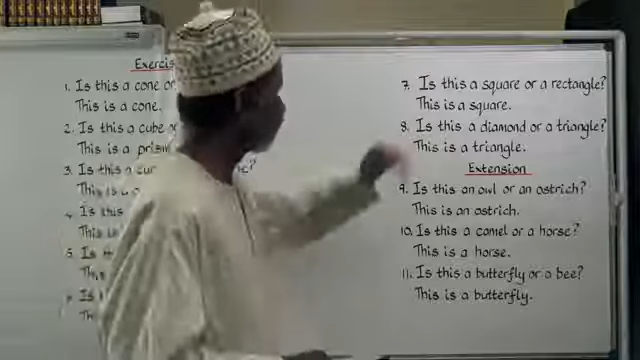 Exercis
1. Is this a cone or
This is a cone.
2. Is this a cube or
This is a prism
3. Is this a
This is
4. Is this
This
5. Is
This
Is
7. Is this a square or a rectangle?
This is a square.
8. Is this a diamond or a triangle?
This is a triangle.
Extension
9. Is this an owl or an ostrich?
This is an ostrich.
10. Is this a camel or a horse?
This is a horse.
11. Is this a butterfly or a bee?
This is a butterfly.